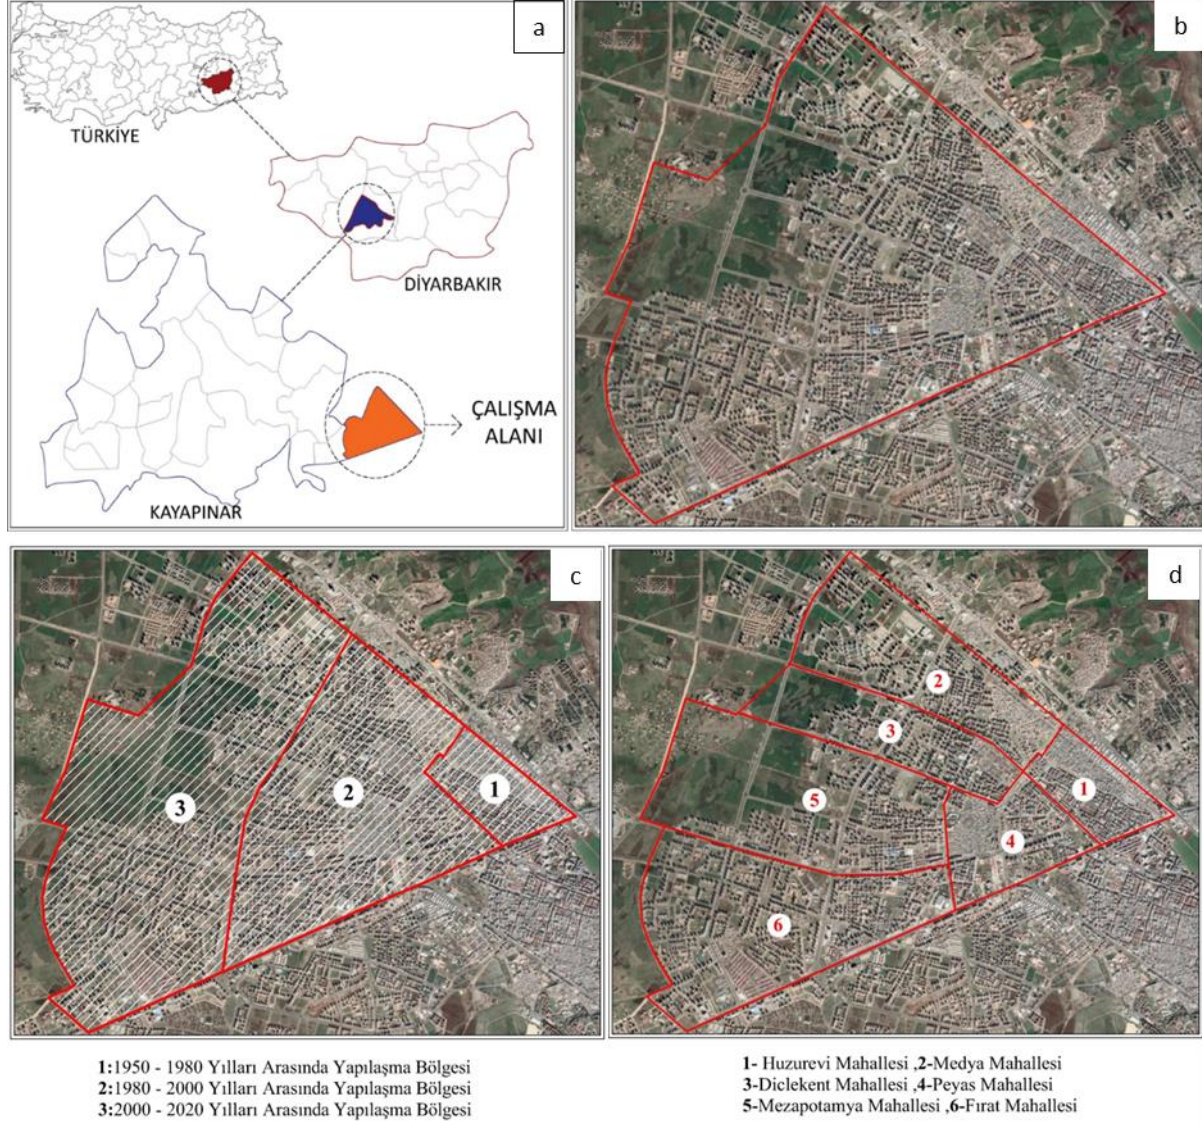 a
TÜRKİYE
DİYARBAKIR
ÇALIŞMA
ALANI
KAYAPINAR
b
c
1
2
3
d
2
3
1
5
4
6
1:1950 - 1980 Yılları Arasında Yapılaşma Bölgesi
2:1980 - 2000 Yılları Arasında Yapılaşma Bölgesi
3:2000 - 2020 Yılları Arasında Yapılaşma Bölgesi
1- Huzurevi Mahallesi ,2-Medya Mahallesi
3-Diclekent Mahallesi ,4-Peyas Mahallesi
5-Mezapotamya Mahallesi ,6-Fırat Mahallesi